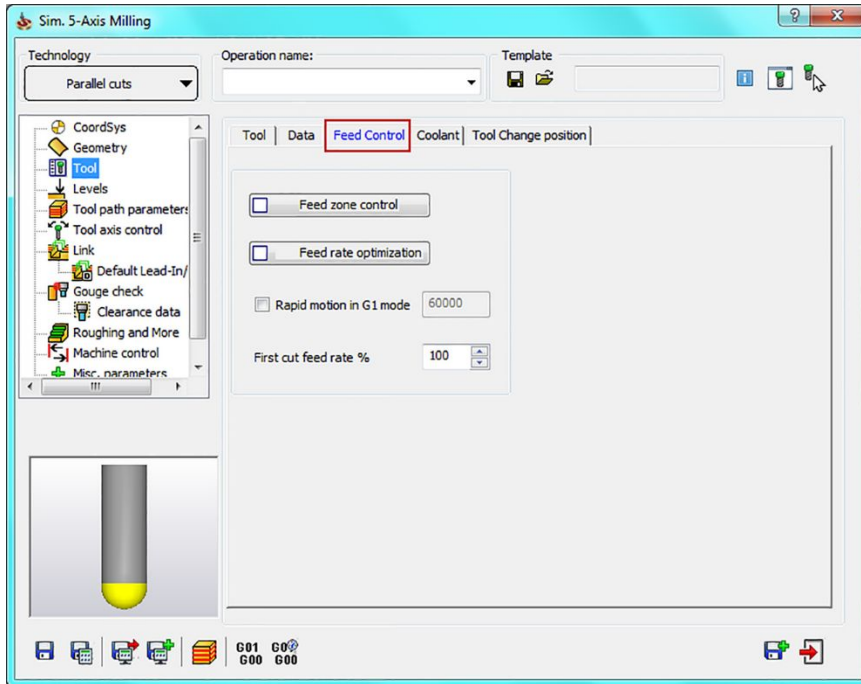 Sim. 5-Axis Milling
?
X
Technology
Parallel cuts
Operation name:
Template
CoordSys
Geometry
Tool
Levels
Tool path parameters
Tool axis control
Link
Default Lead-In/
Gouge check
Clearance data
Roughing and More
Machine control
Misc. parameters
Tool
Data
Feed Control
Coolant
Tool Change position
Feed zone control
Feed rate optimization
Rapid motion in G1 mode
60000
First cut feed rate %
100
G01
G00
G0
G00